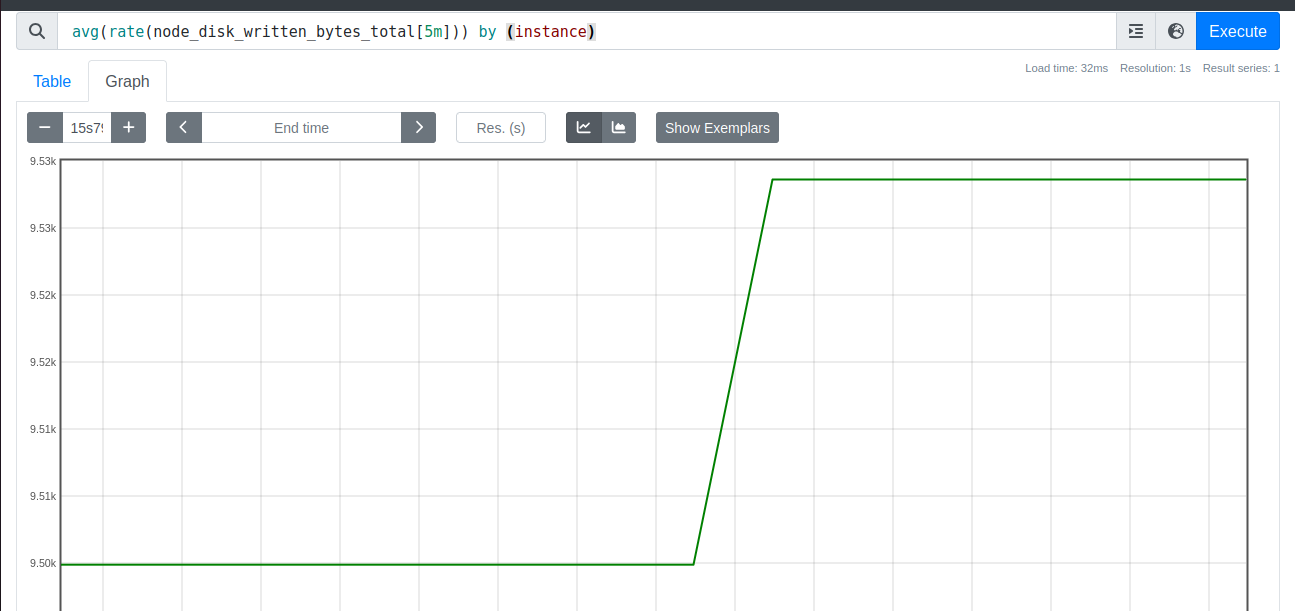 avg(rate(node_disk_written_bytes_total[5m])) by (instance)
Execute
Load time: 32ms Resolution: 1s Result series: 1
Table Graph
15s79
End time
Res. (s)
Show Exemplars
9.53k
9.53k
9.52k
9.52k
9.51k
9.51k
9.50k